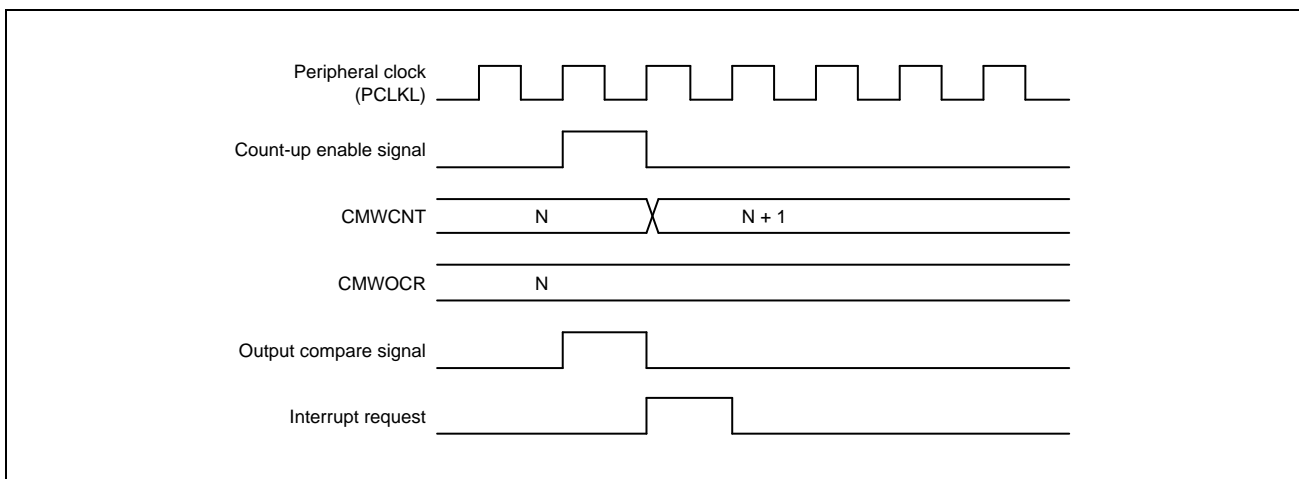 Peripheral clock
(PCLKL)
Count-up enable signal
CMWCNT N N + 1
CMWOCR N
Output compare signal
Interrupt request